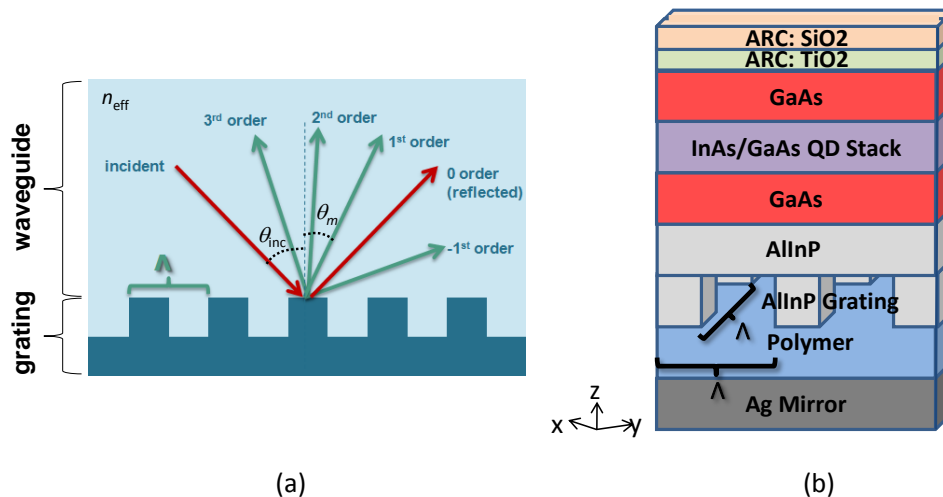 n_eff
3rd order
2nd order
1st order
incident
0 order
(reflected)
θ_m
θ_inc
-1st order
Λ
waveguide
grating
(a)
ARC: SiO2
ARC: TiO2
GaAs
InAs/GaAs QD Stack
GaAs
AlInP
AlInP Grating
Λ
Polymer
Λ
Ag Mirror
z
x
y
(b)